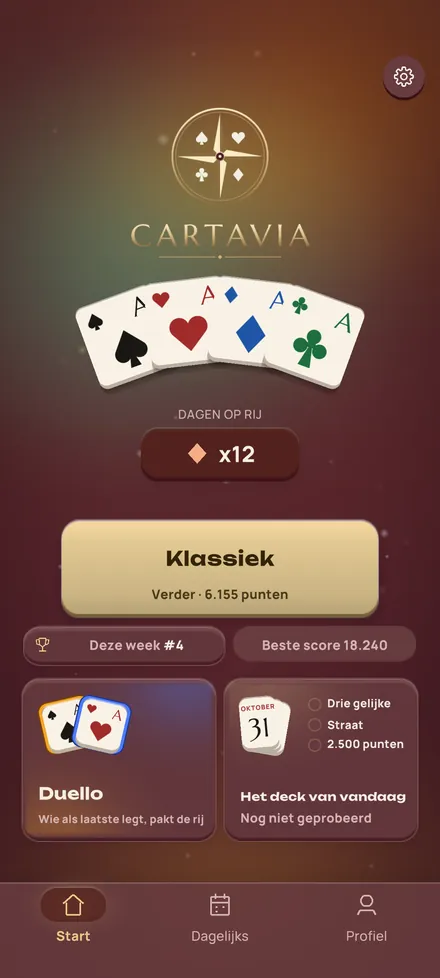 CARTAVIA
A A A A
DAGEN OP RIJ
x12
Klassiek
Verder · 6.155 punten
Deze week #4
Beste score 18.240
A
A
OKTOBER
31
Drie gelijke
Straat
2.500 punten
Duello
Wie als laatste legt, pakt de rij
Het deck van vandaag
Nog niet geprobeerd
Start
Dagelijks
Profiel